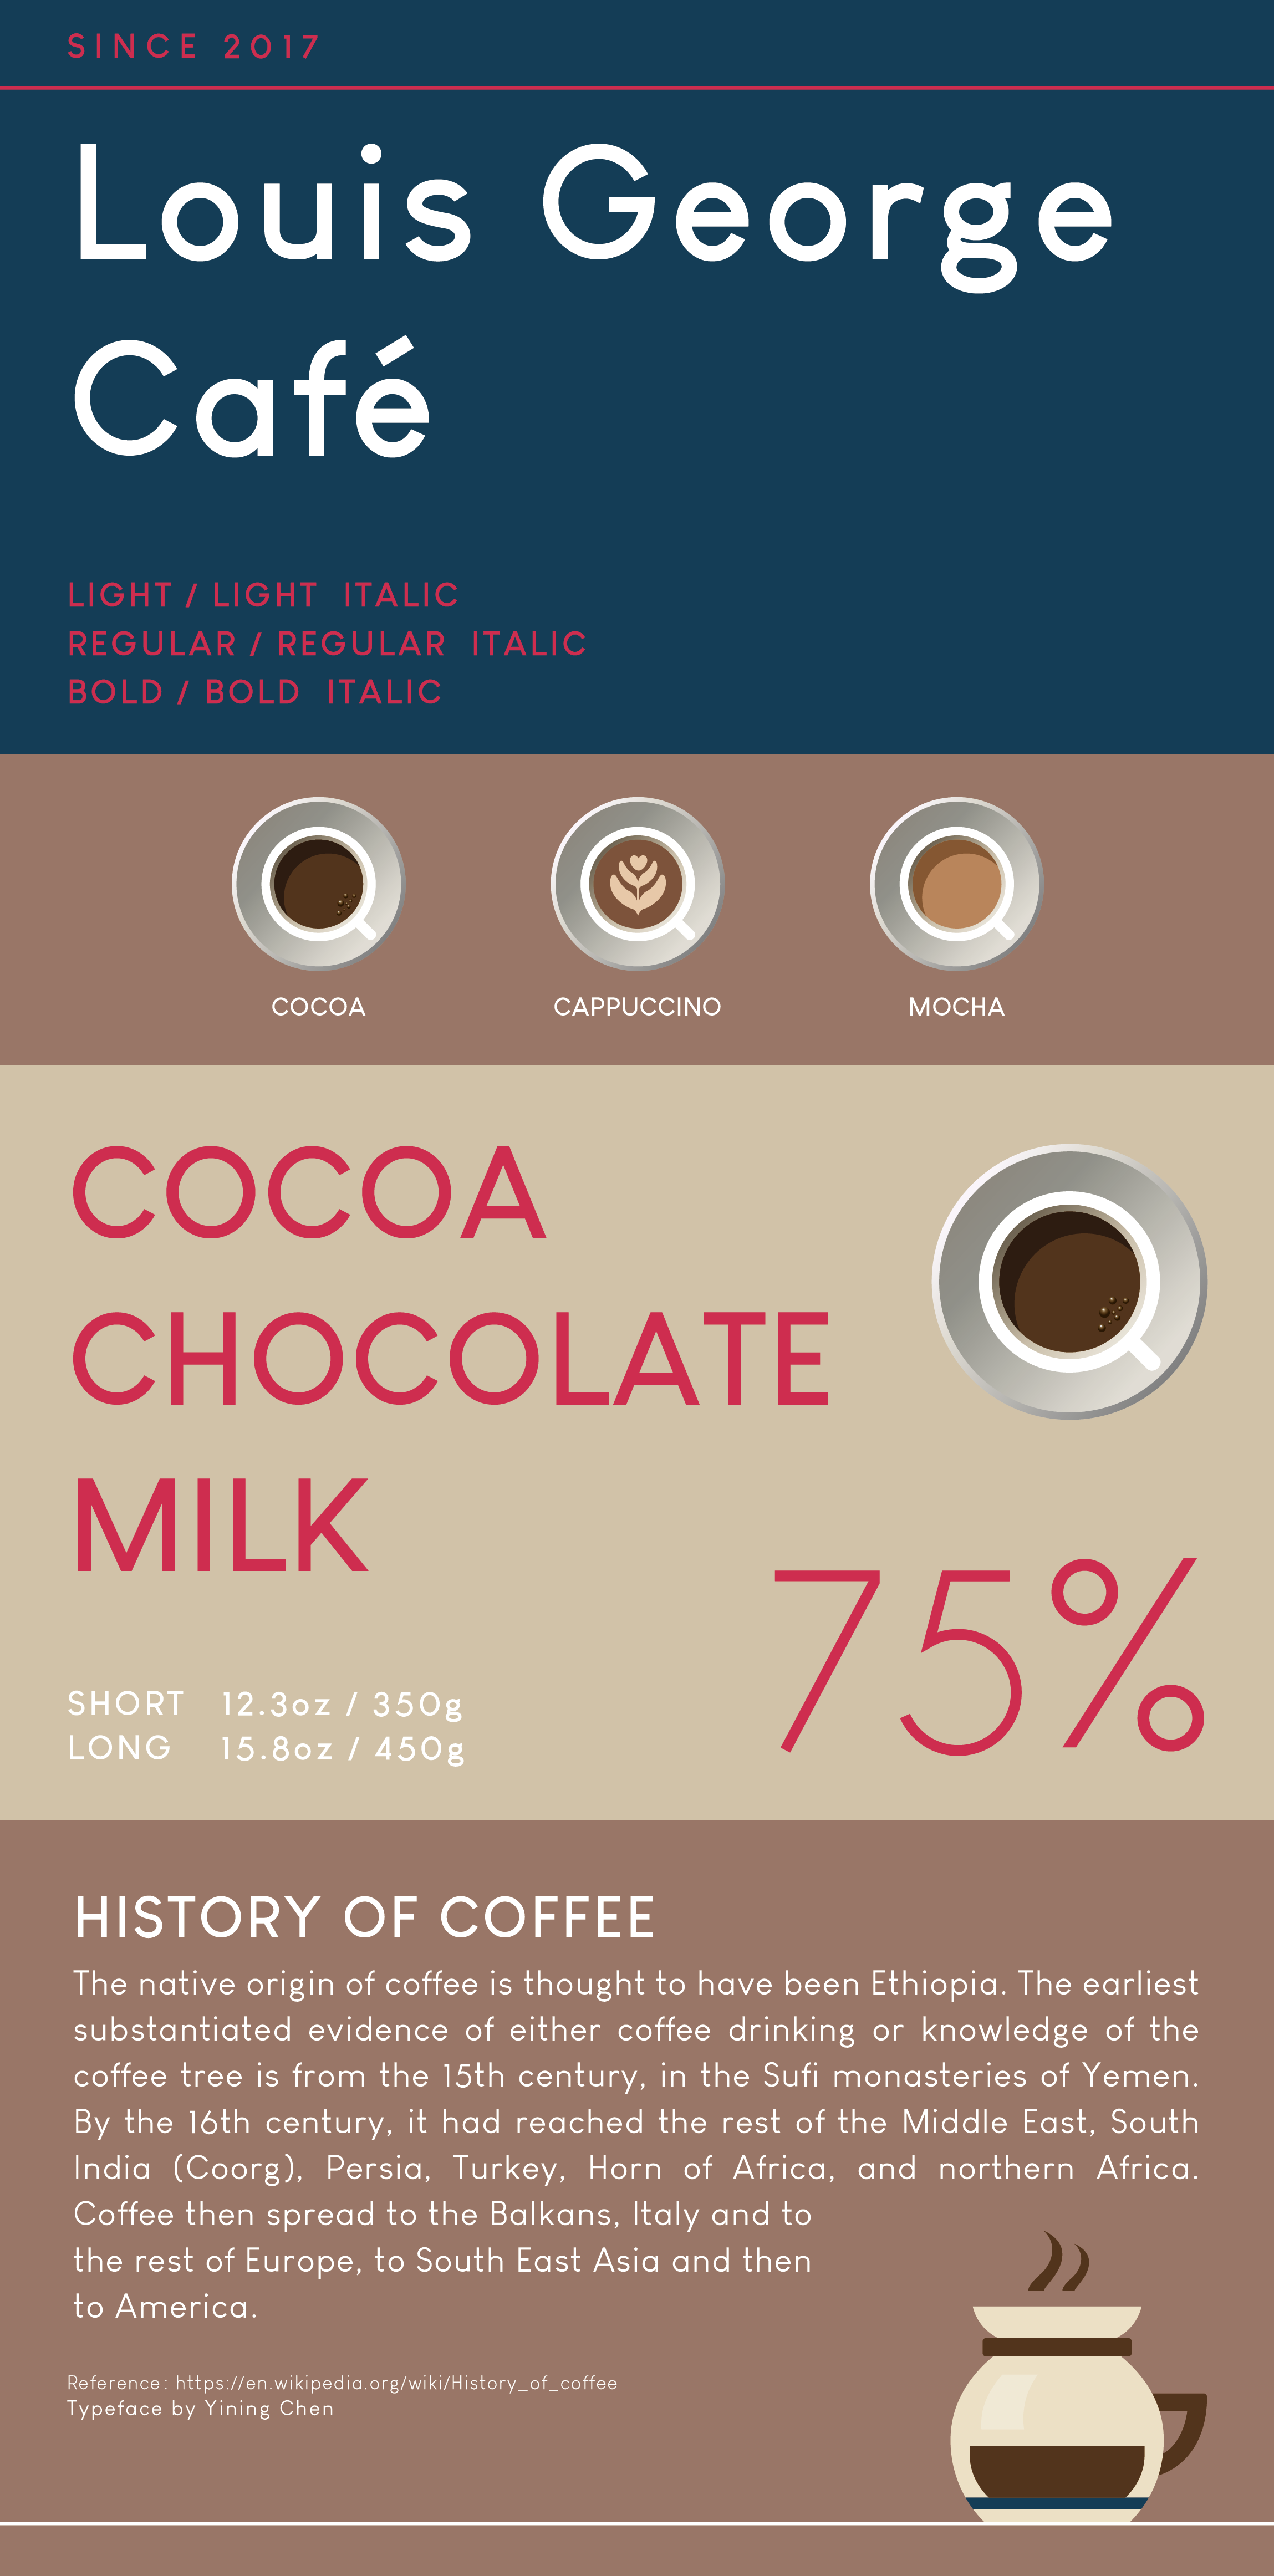 SINCE 2017
Louis George
Café
LIGHT / LIGHT ITALIC
REGULAR / REGULAR ITALIC
BOLD / BOLD ITALIC
COCOA
CAPPUCCINO
MOCHA
COCOA
CHOCOLATE
MILK
75%
SHORT 12.3oz / 350g
LONG 15.8oz / 450g
HISTORY OF COFFEE
The native origin of coffee is thought to have been Ethiopia. The earliest
substantiated evidence of either coffee drinking or knowledge of the
coffee tree is from the 15th century, in the Sufi monasteries of Yemen.
By the 16th century, it had reached the rest of the Middle East, South
India (Coorg), Persia, Turkey, Horn of Africa, and northern Africa.
Coffee then spread to the Balkans, Italy and to
the rest of Europe, to South East Asia and then
to America.
Reference: https://en.wikipedia.org/wiki/History_of_coffee
Typeface by Yining Chen